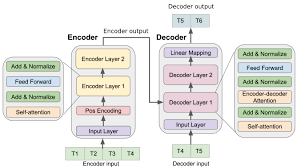 Decoder output
T5 T6
Encoder output
Encoder
Decoder
Add & Normalize
Feed Forward
Add & Normalize
Self-attention
Encoder Layer 2
Encoder Layer 1
Pos Encoding
Input Layer
T1 T2 T3 T4
Encoder input
Linear Mapping
Decoder Layer 2
Decoder Layer 1
Input Layer
T4 T5
Decoder input
Add & Normalize
Feed Forward
Add & Normalize
Encoder-decoder
Attention
Add & Normalize
Self-attention